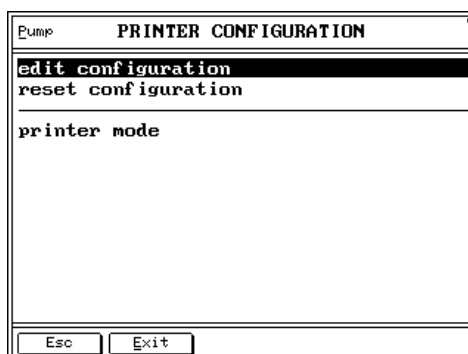 Pump PRINTER CONFIGURATION
edit configuration
reset configuration
printer mode
Esc Exit